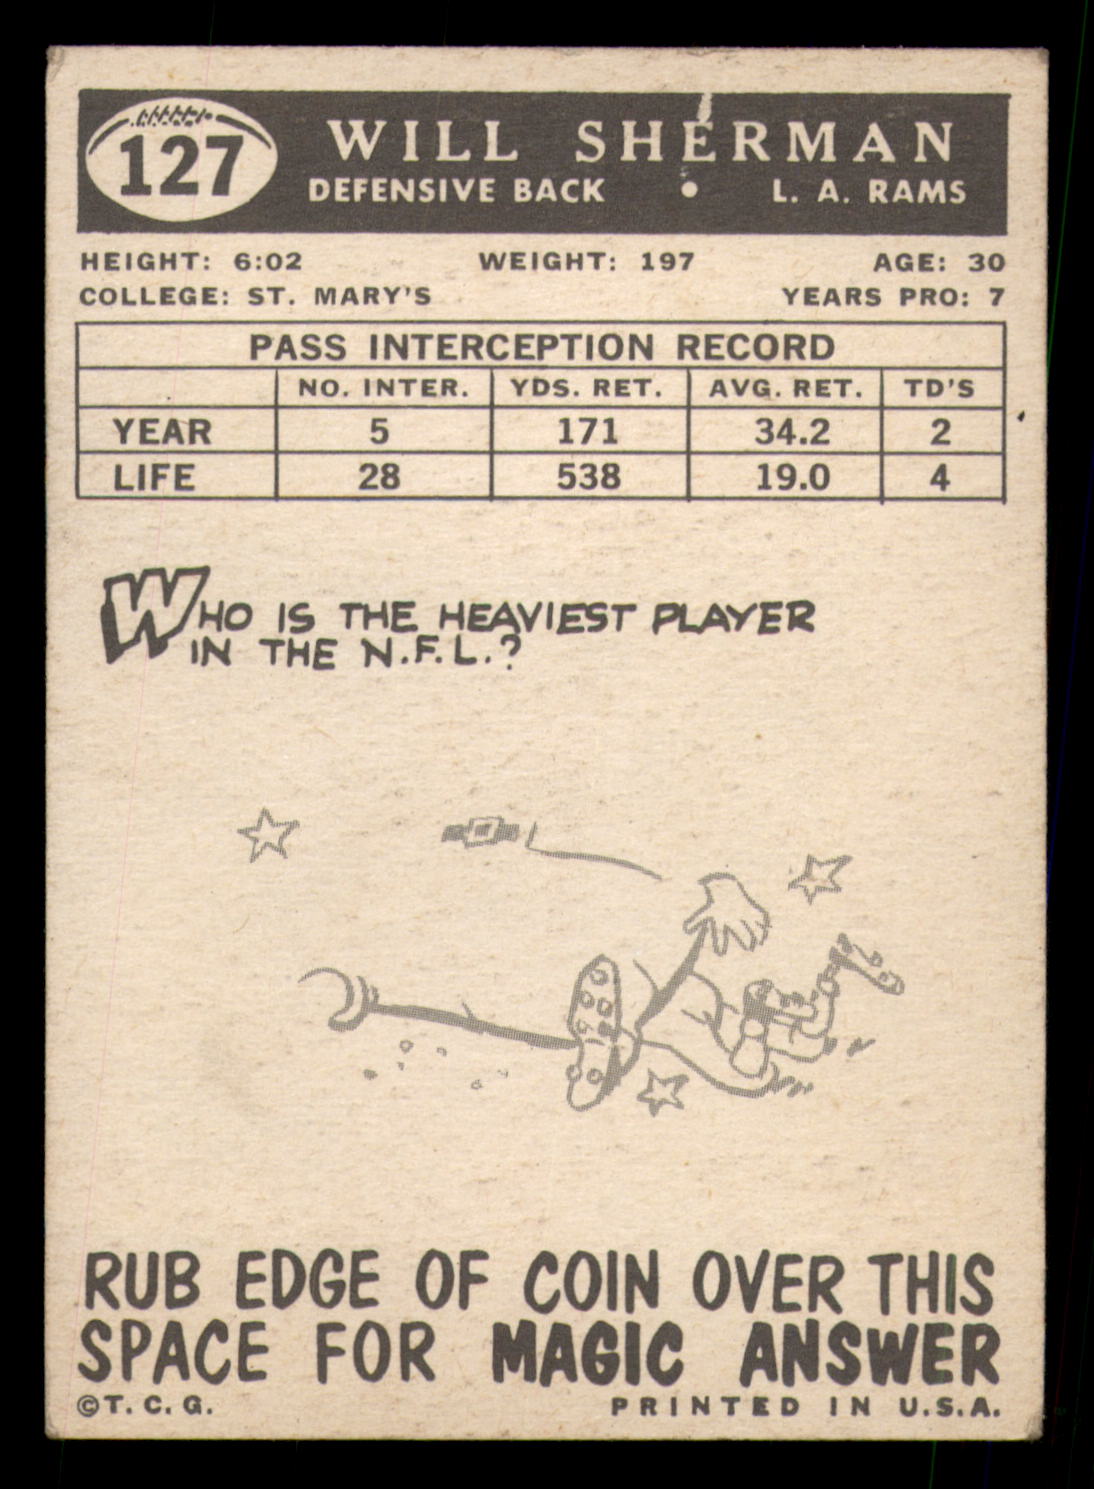 127
WILL SHERMAN
DEFENSIVE BACK • L. A. RAMS
HEIGHT: 6:02 WEIGHT: 197 AGE: 30
COLLEGE: ST. MARY'S YEARS PRO: 7
PASS INTERCEPTION RECORD
NO. INTER. YDS. RET. AVG. RET. TD'S
YEAR 5 171 34.2 2
LIFE 28 538 19.0 4
WHO IS THE HEAVIEST PLAYER
IN THE N.F.L.?
RUB EDGE OF COIN OVER THIS
SPACE FOR MAGIC ANSWER
©T. C. G. PRINTED IN U.S.A.